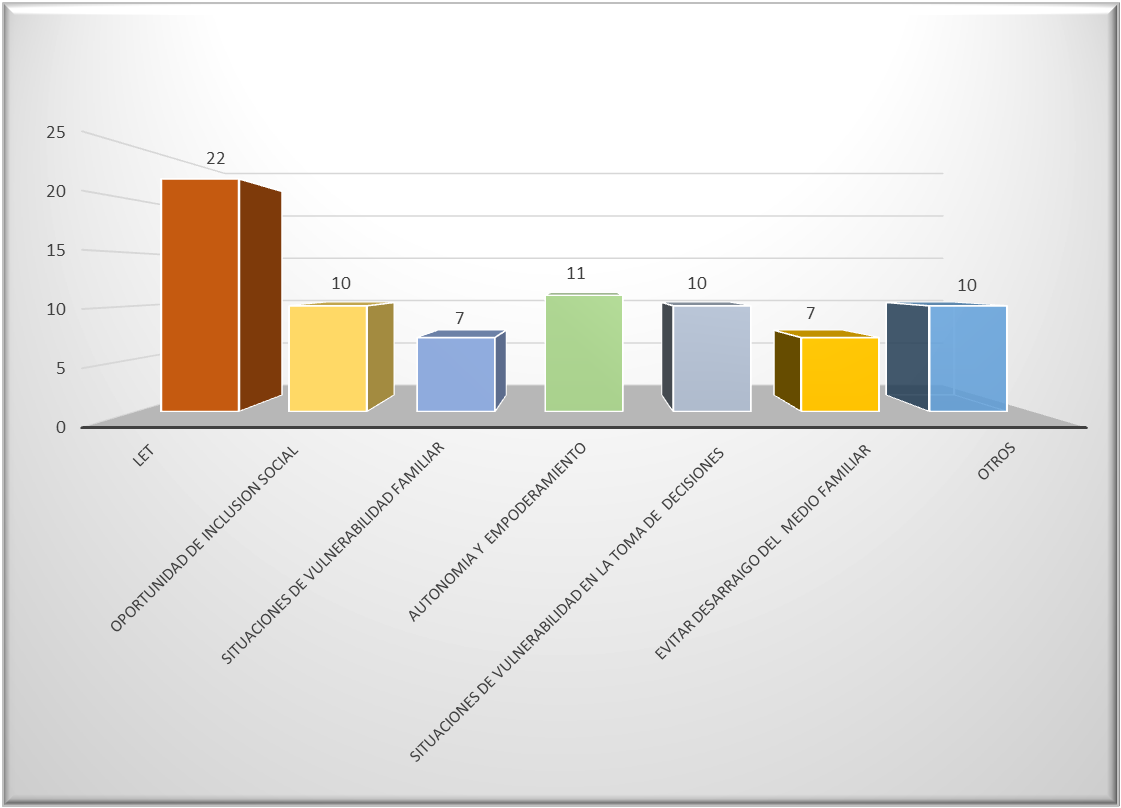 25
20
15
10
5
0
22
10
7
11
10
7
10
LET
OPORTUNIDAD DE INCLUSION SOCIAL
SITUACIONES DE VULNERABILIDAD FAMILIAR
AUTONOMIA Y EMPODERAMIENTO
SITUACIONES DE VULNERABILIDAD EN LA TOMA DE DECISIONES
EVITAR DESARRAIGO DEL MEDIO FAMILIAR
OTROS